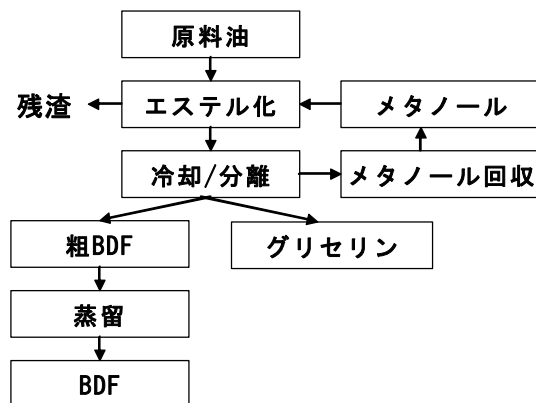 原料油
残渣
エステル化
メタノール
冷却/分離
メタノール回収
粗BDF
グリセリン
蒸留
BDF